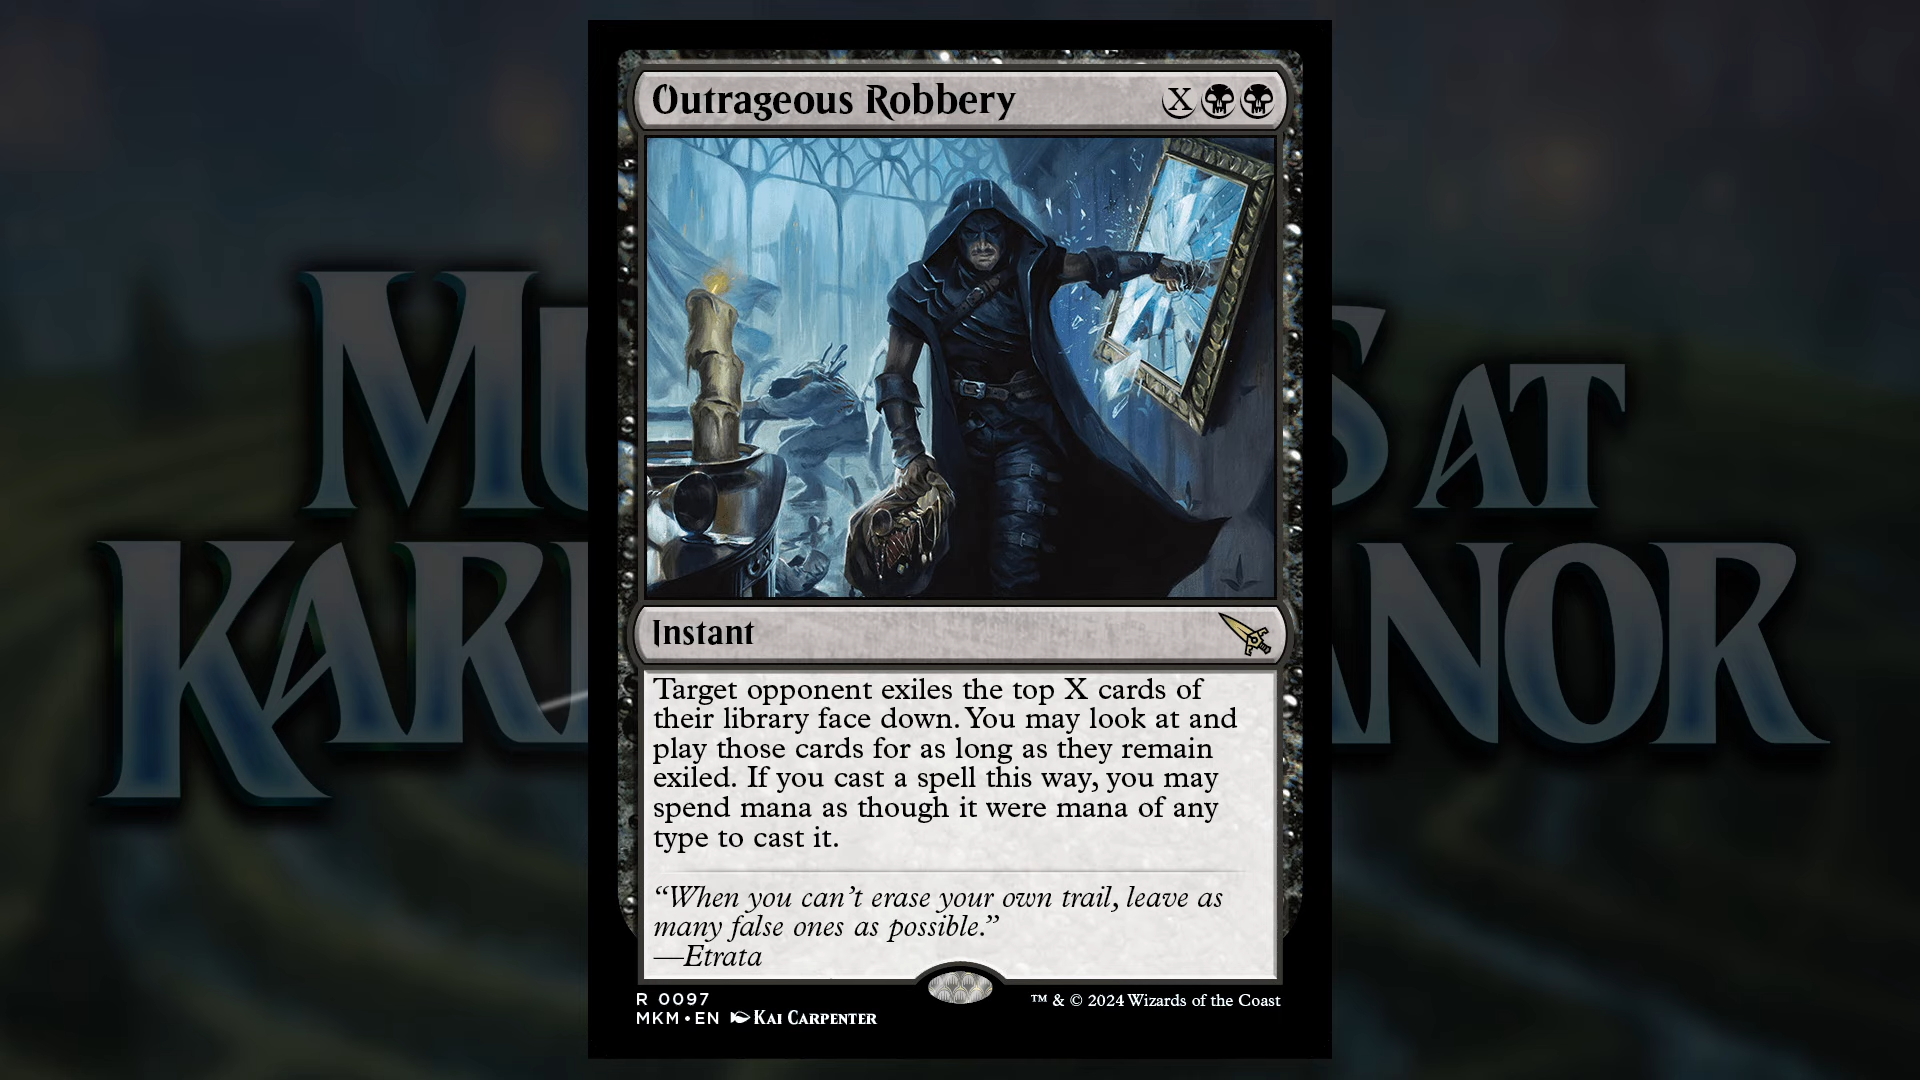 Outrageous Robbery X
Instant
Target opponent exiles the top X cards of
their library face down. You may look at and
play those cards for as long as they remain
exiled. If you cast a spell this way, you may
spend mana as though it were mana of any
type to cast it.
“When you can’t erase your own trail, leave as
many false ones as possible.”
—Etrata
R 0097
MKM • EN Kai Carpenter
™ & © 2024 Wizards of the Coast
AT